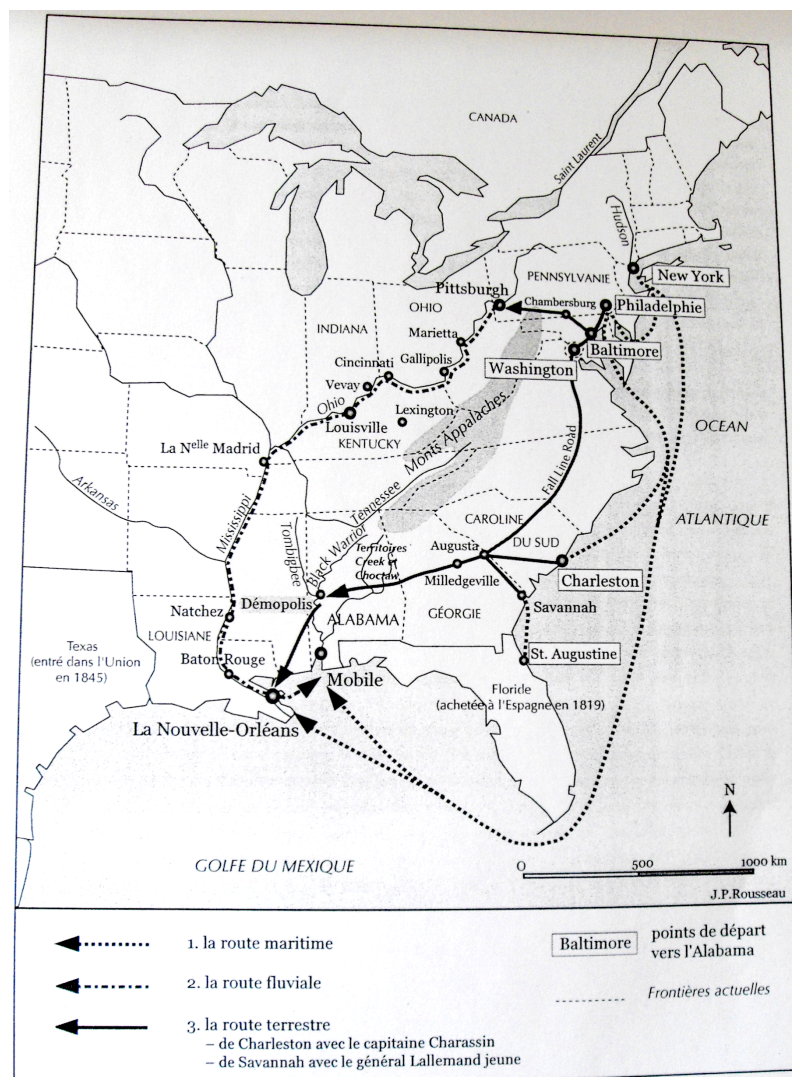 CANADA
Saint Laurent
Hudson
New York
PENNSYLVANIE
Pittsburgh
Chambersburg
Philadelphie
OHIO
Marietta
Baltimore
INDIANA
Gallipolis
Washington
Cincinnati
Vevay
Ohio
Lexington
Louisville
KENTUCKY
Monts Appalaches
OCEAN
La Nelle Madrid
Fall Line Road
Arkansas
Mississippi
Tennessee
ATLANTIQUE
CAROLINE
DU SUD
Tombigbee
Black Warrior
Territoires
Creek et
Choctaw
Augusta
Milledgeville
Charleston
Natchez
Démopolis
Savannah
ALABAMA
GÉORGIE
LOUISIANE
Texas
(entré dans l'Union
en 1845)
Baton Rouge
St. Augustine
Mobile
Floride
(achetée à l'Espagne en 1819)
La Nouvelle-Orléans
N
GOLFE DU MEXIQUE
0 500 1000 km
J.P.Rousseau
1. la route maritime
2. la route fluviale
3. la route terrestre
– de Charleston avec le capitaine Charassin
– de Savannah avec le général Lallemand jeune
Baltimore
points de départ
vers l'Alabama
Frontières actuelles